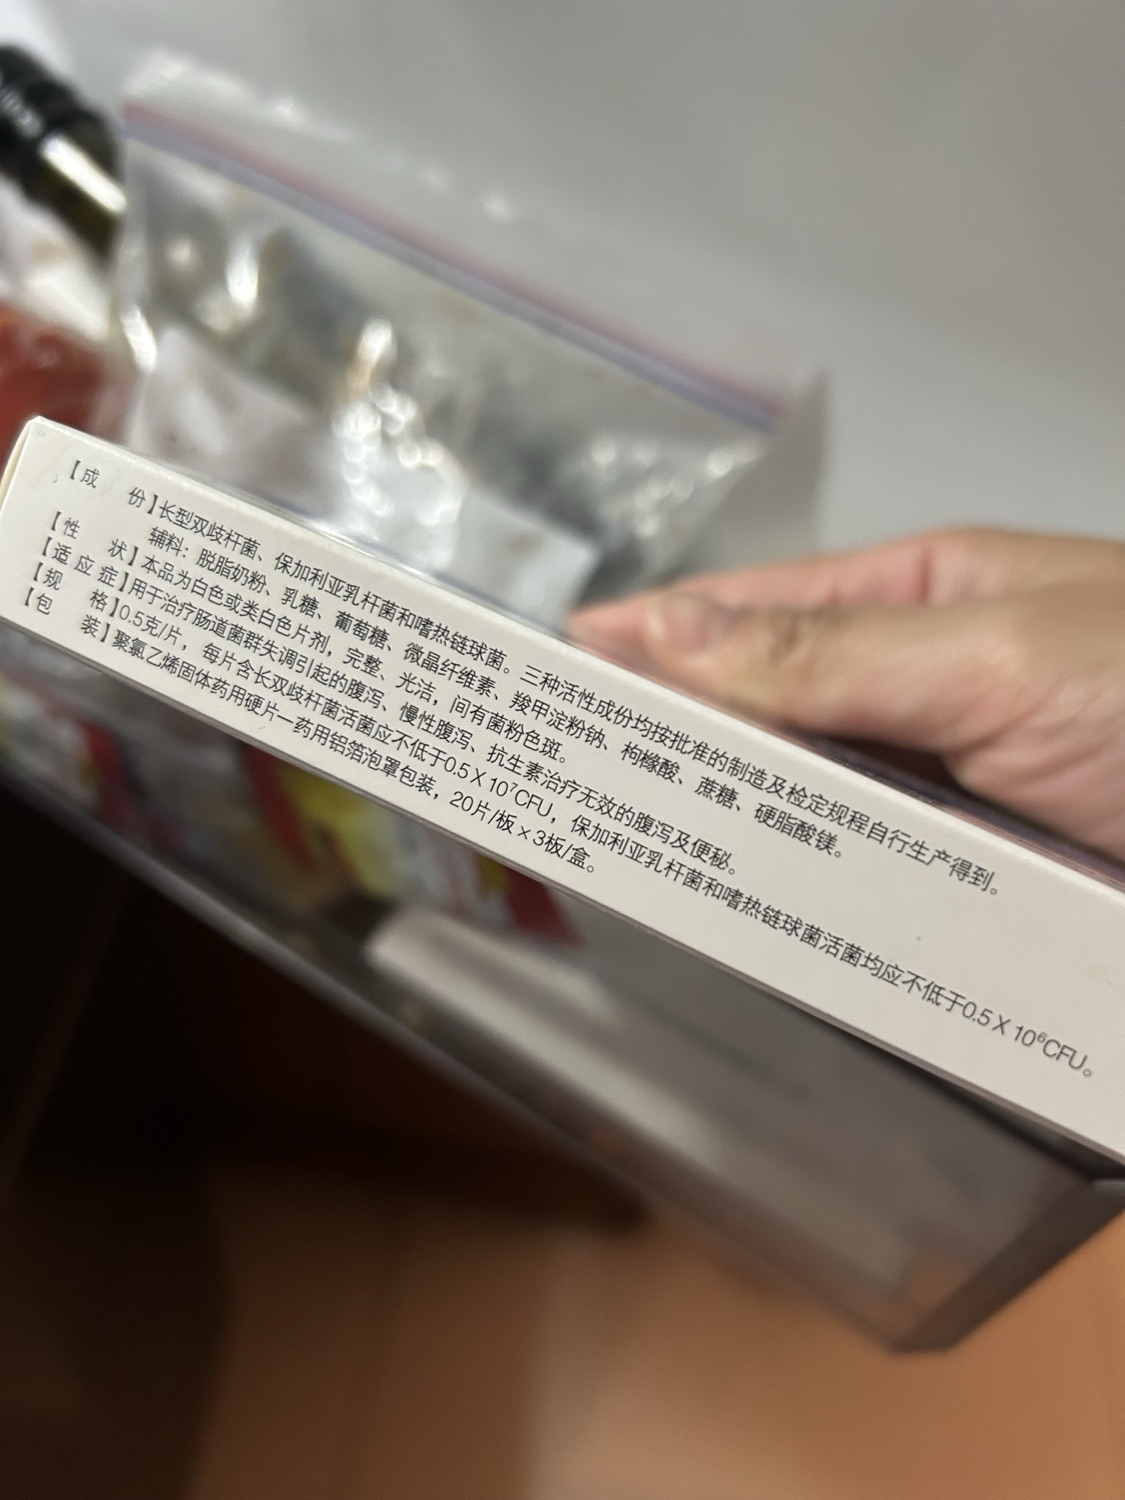 【成份】长型双歧杆菌、保加利亚乳杆菌和嗜热链球菌。三种活性成份均按批准的制造及检定规程自行生产得到。
辅料：脱脂奶粉、乳糖、葡萄糖、微晶纤维素、羧甲淀粉钠、枸橼酸、蔗糖、硬脂酸镁。
【性状】本品为白色或类白色片剂，完整、光洁，间有菌粉色斑。
【适应症】用于治疗肠道菌群失调引起的腹泻、慢性腹泻、抗生素治疗无效的腹泻及便秘。
【规格】0.5克/片，每片含长双歧杆菌活菌应不低于0.5 X 10⁷CFU，保加利亚乳杆菌和嗜热链球菌活菌均应不低于0.5 X 10⁶CFU。
【包装】聚氯乙烯固体药用硬片一药用铝箔泡罩包装，20片/板×3板/盒。